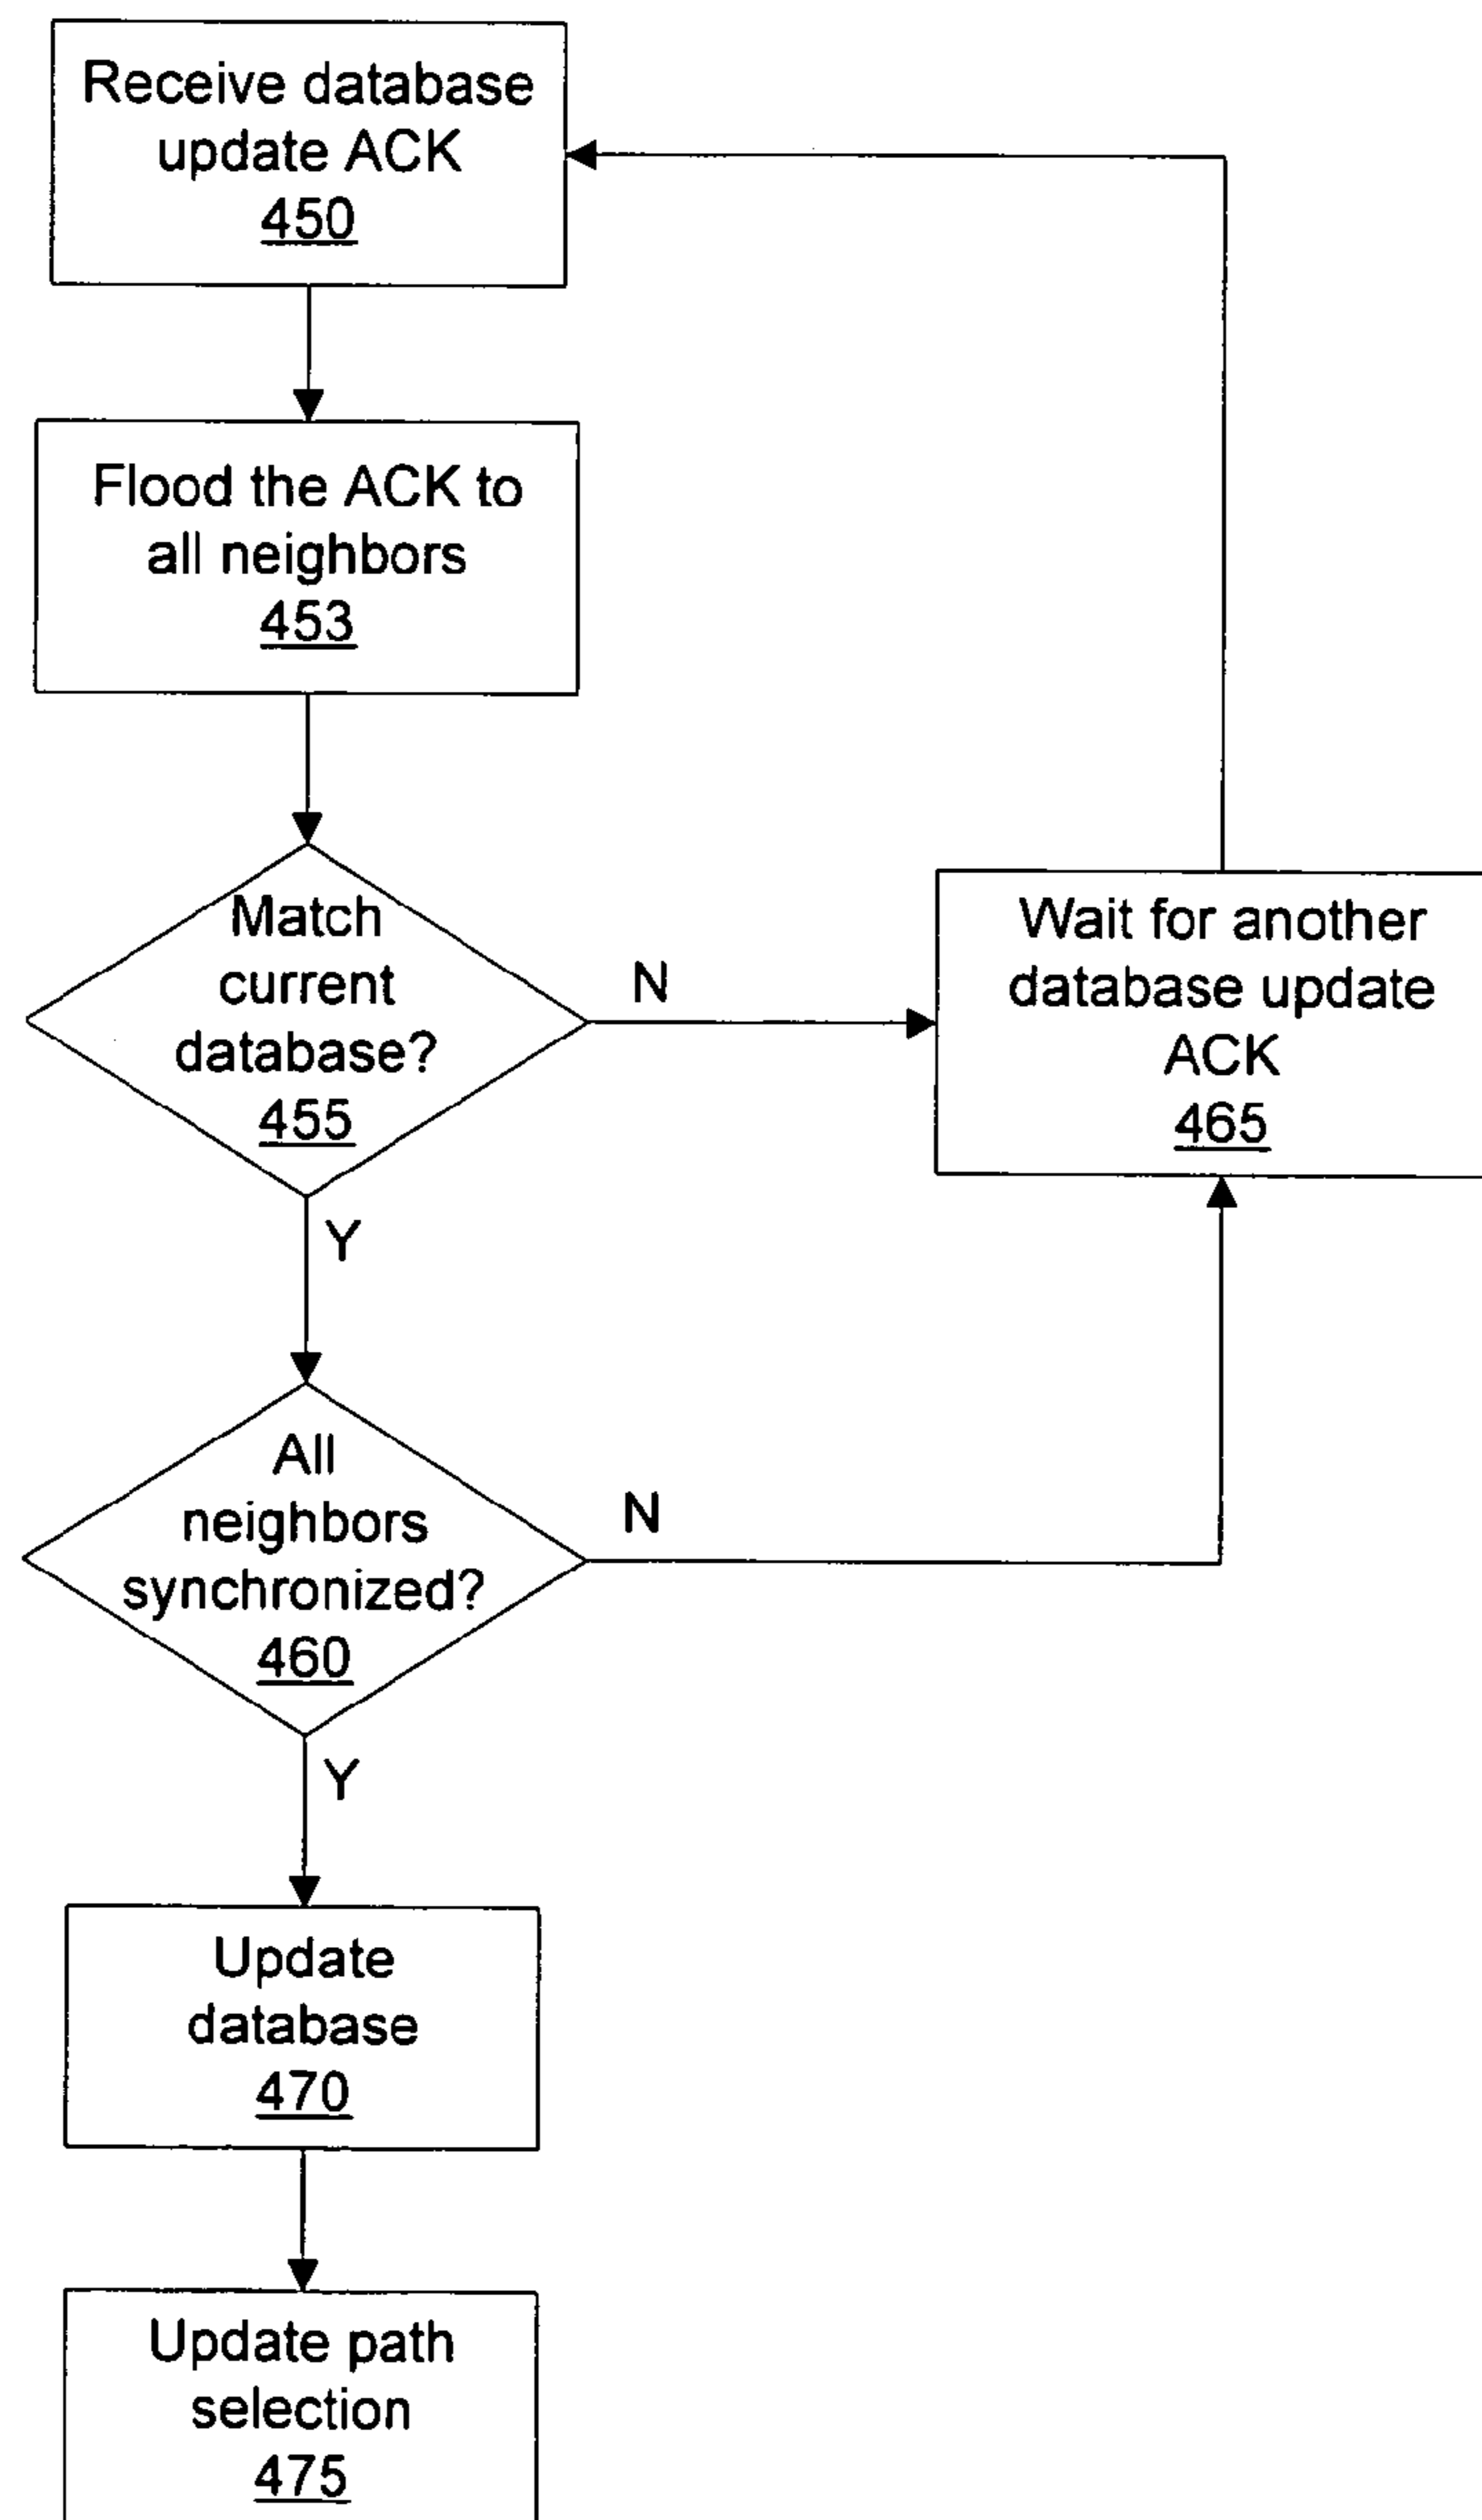 Receive database
update ACK
450
Flood the ACK to
all neighbors
453
Match
current
database?
455
N
Wait for another
database update
ACK
465
Y
All
neighbors
synchronized?
460
N
Y
Update
database
470
Update path
selection
475